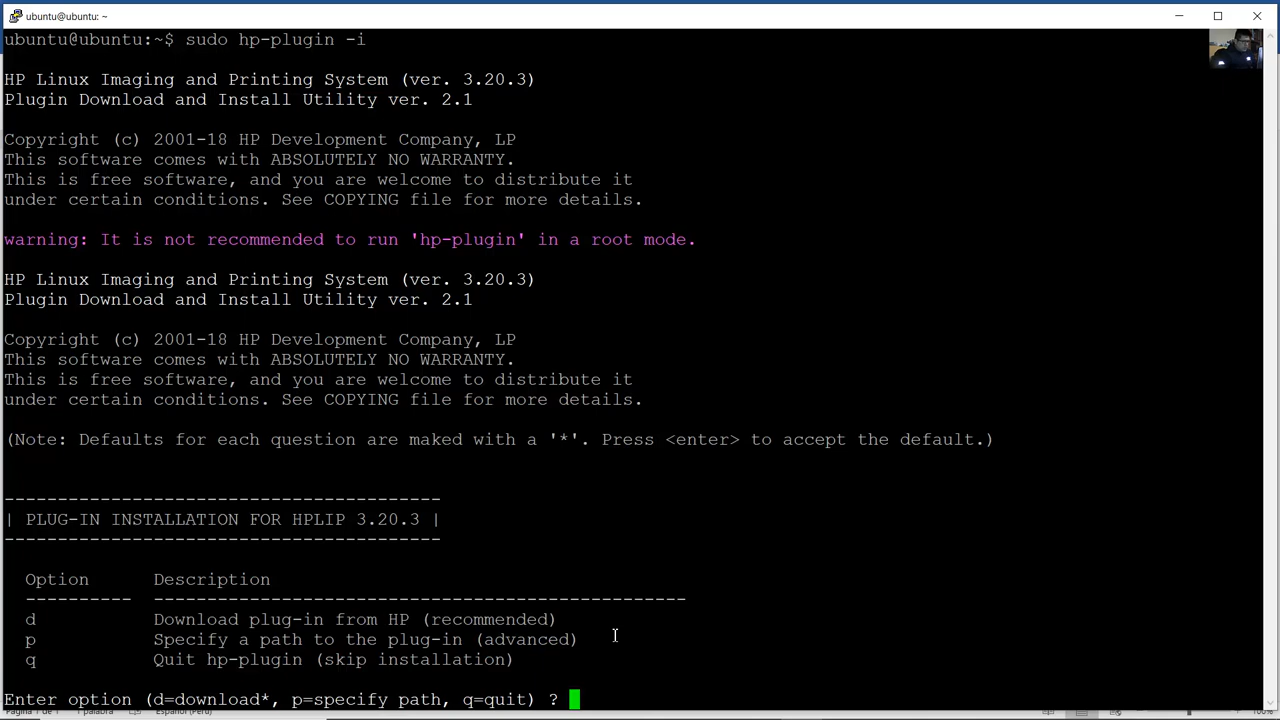 ubuntu@ubuntu: ~
ubuntu@ubuntu:~$ sudo hp-plugin -i
HP Linux Imaging and Printing System (ver. 3.20.3)
Plugin Download and Install Utility ver. 2.1
Copyright (c) 2001-18 HP Development Company, LP
This software comes with ABSOLUTELY NO WARRANTY.
This is free software, and you are welcome to distribute it
under certain conditions. See COPYING file for more details.
warning: It is not recommended to run 'hp-plugin' in a root mode.
HP Linux Imaging and Printing System (ver. 3.20.3)
Plugin Download and Install Utility ver. 2.1
Copyright (c) 2001-18 HP Development Company, LP
This software comes with ABSOLUTELY NO WARRANTY.
This is free software, and you are welcome to distribute it
under certain conditions. See COPYING file for more details.
(Note: Defaults for each question are maked with a '*'. Press <enter> to accept the default.)
-----------------------------------------
| PLUG-IN INSTALLATION FOR HPLIP 3.20.3 |
-----------------------------------------
Option Description
---------- --------------------------------------------------
d Download plug-in from HP (recommended)
p Specify a path to the plug-in (advanced)
q Quit hp-plugin (skip installation)
Enter option (d=download*, p=specify path, q=quit) ?